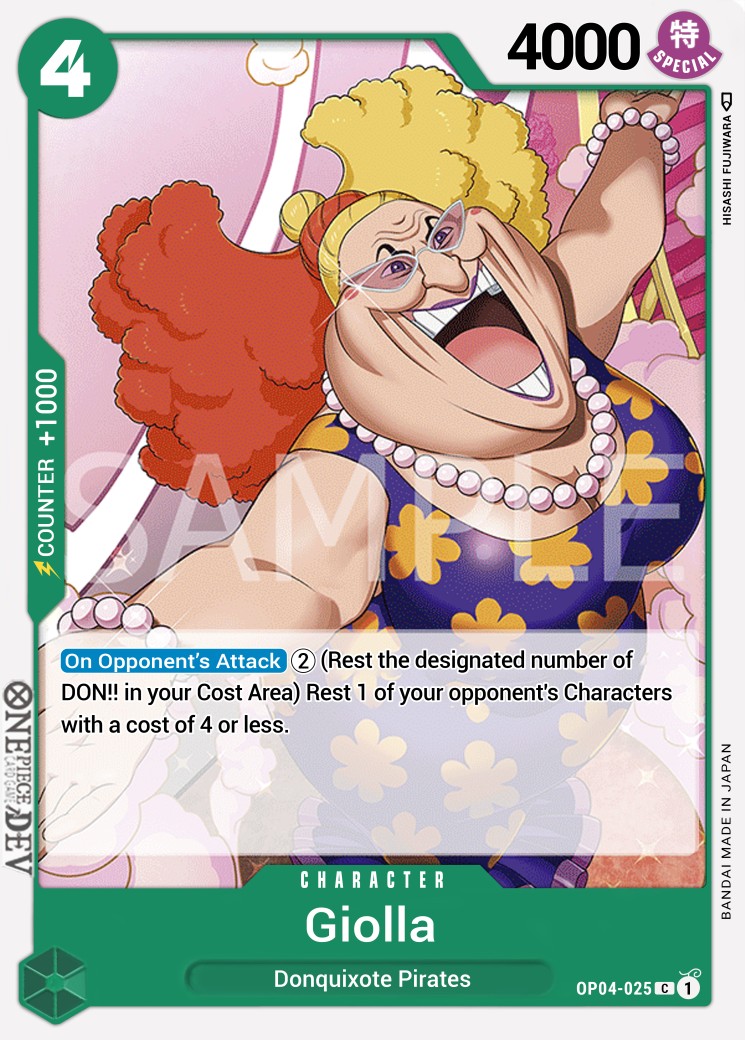 4
4000
特
SPECIAL
HISASHI FUJIWARA
COUNTER +1000
SAMPLE
On Opponent's Attack ② (Rest the designated number of
DON!! in your Cost Area) Rest 1 of your opponent's Characters
with a cost of 4 or less.
ONE PIECE
CARD GAME
/DEV
BANDAI MADE IN JAPAN
CHARACTER
Giolla
Donquixote Pirates
OP04-025 C 1